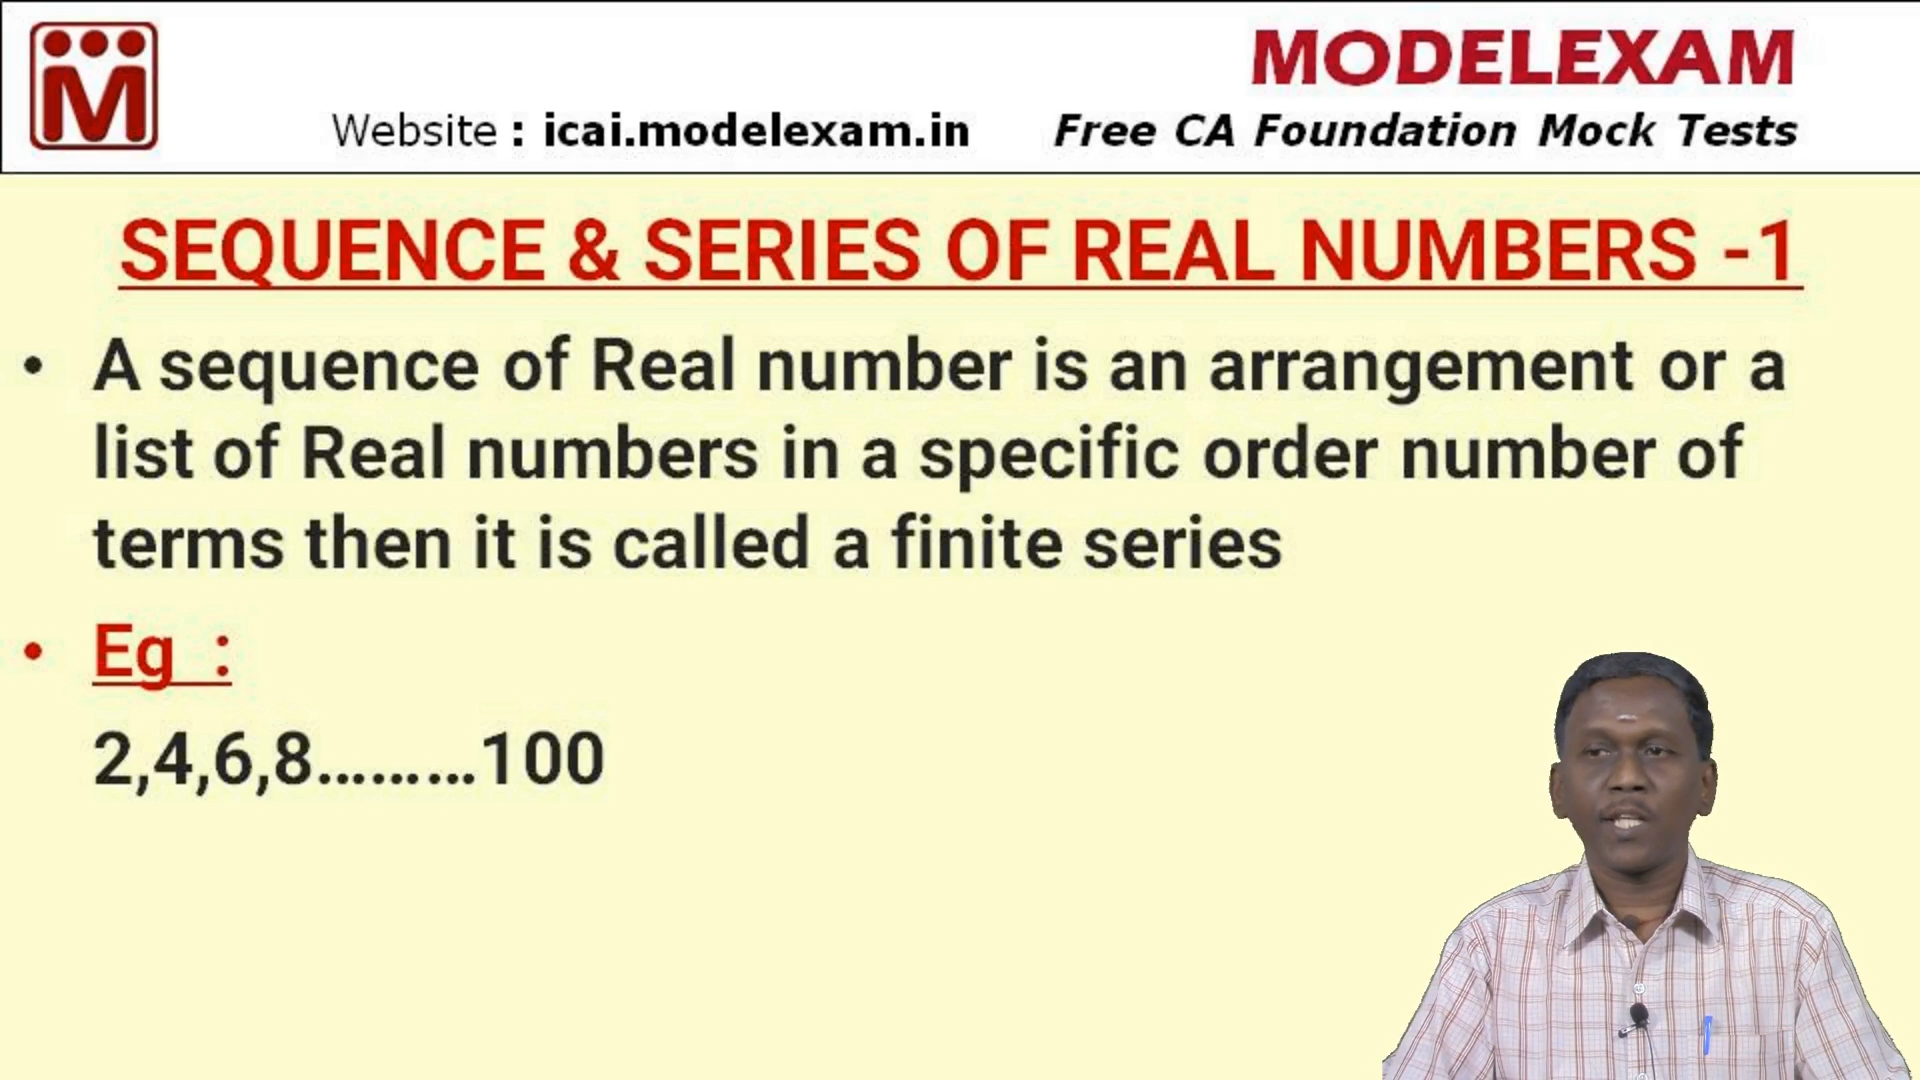 M
MODELEXAM
Website : icai.modelexam.in Free CA Foundation Mock Tests
SEQUENCE & SERIES OF REAL NUMBERS -1
• A sequence of Real number is an arrangement or a
list of Real numbers in a specific order number of
terms then it is called a finite series
• Eg :
2,4,6,8.........100